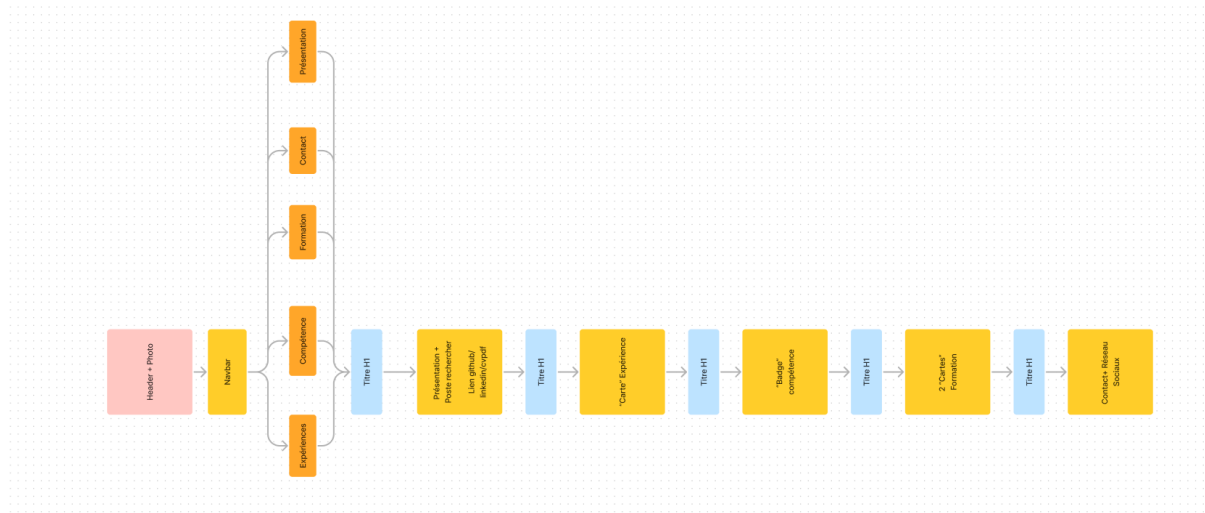 Header + Photo
Navbar
Présentation
Contact
Formation
Compétence
Expériences
Titre H1
Présentation +
Poste rechercher
Lien github/
linkedin/cvpdf
Titre H1
"Carte" Expérience
Titre H1
"Badge"
compétence
Titre H1
2 "Cartes"
Formation
Titre H1
Contact+ Réseau
Sociaux